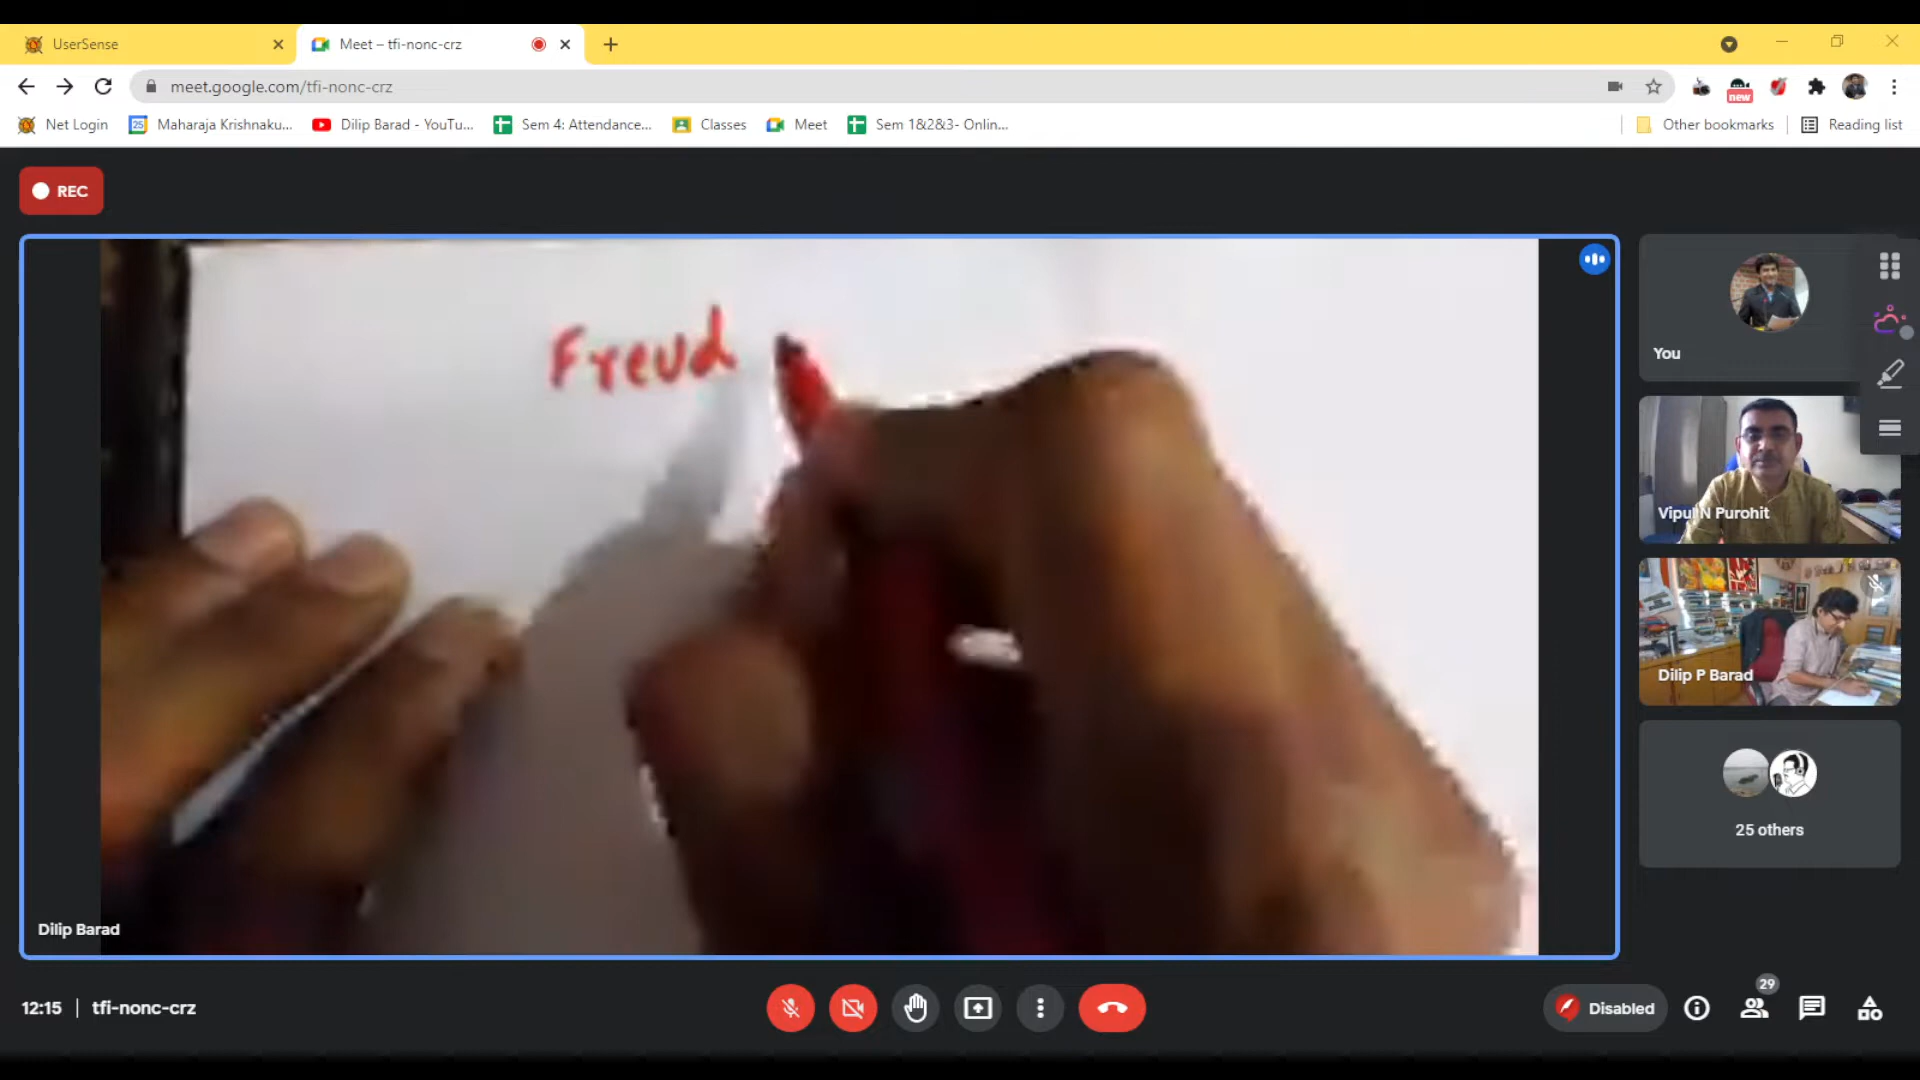 UserSense
Meet – tfi-nonc-crz
meet.google.com/tfi-nonc-crz
new
Net Login
25
Maharaja Krishnaku...
Dilip Barad - YouTu...
Sem 4: Attendance...
Classes
Meet
Sem 1&2&3- Onlin...
Other bookmarks
Reading list
REC
Freud
You
Vipul N Purohit
Dilip P Barad
25 others
Dilip Barad
12:15 | tfi-nonc-crz
Disabled
29